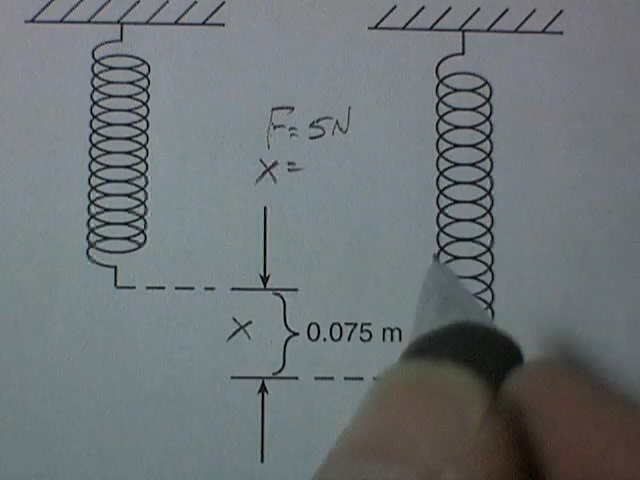 F = 5N
x =
x 0.075 m